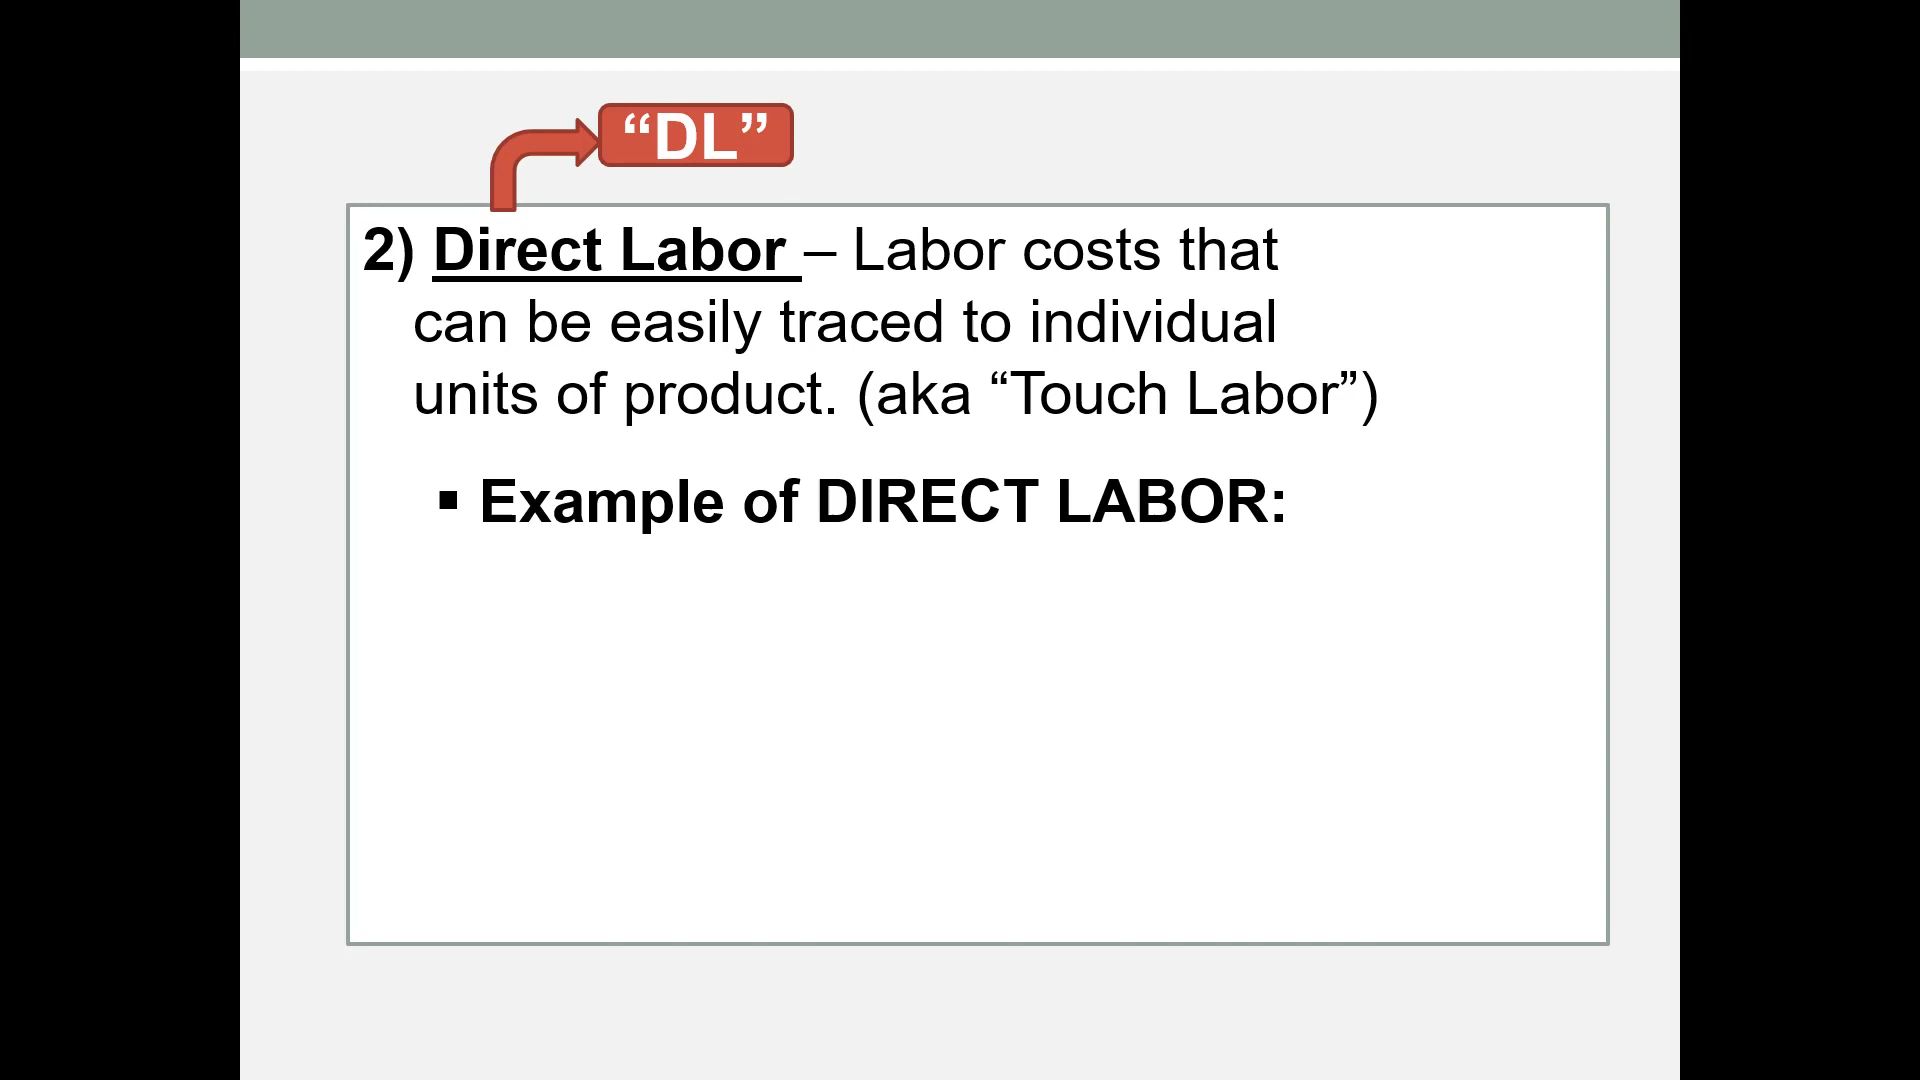 “DL”
2) Direct Labor – Labor costs that
can be easily traced to individual
units of product. (aka “Touch Labor”)
▪ Example of DIRECT LABOR: